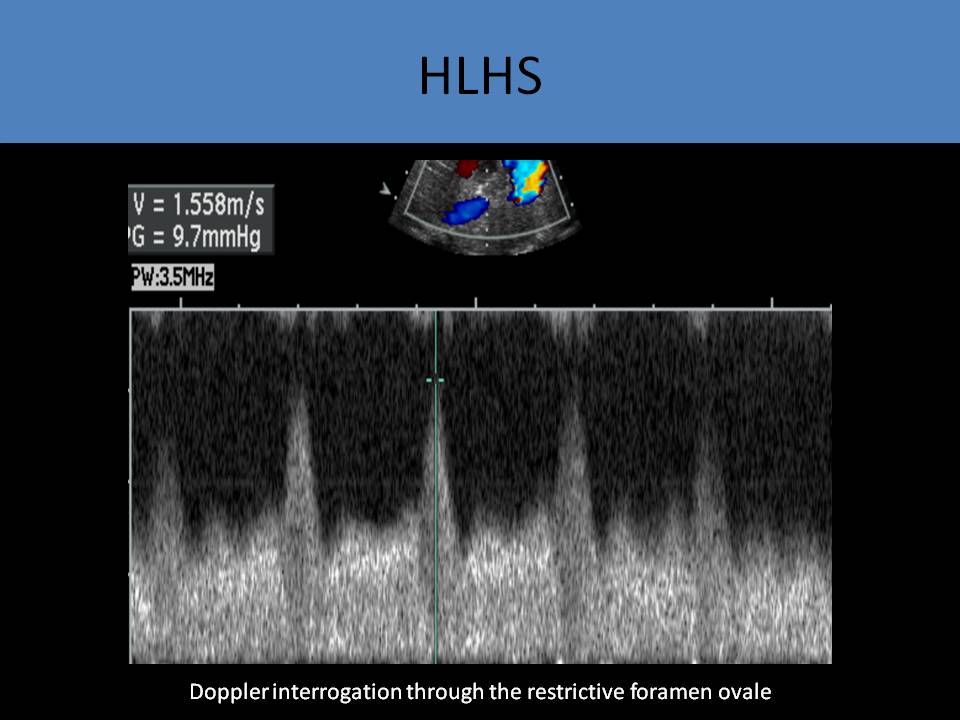 HLHS
V = 1.558m/s
PG = 9.7mmHg
PW:3.5MHz
Doppler interrogation through the restrictive foramen ovale